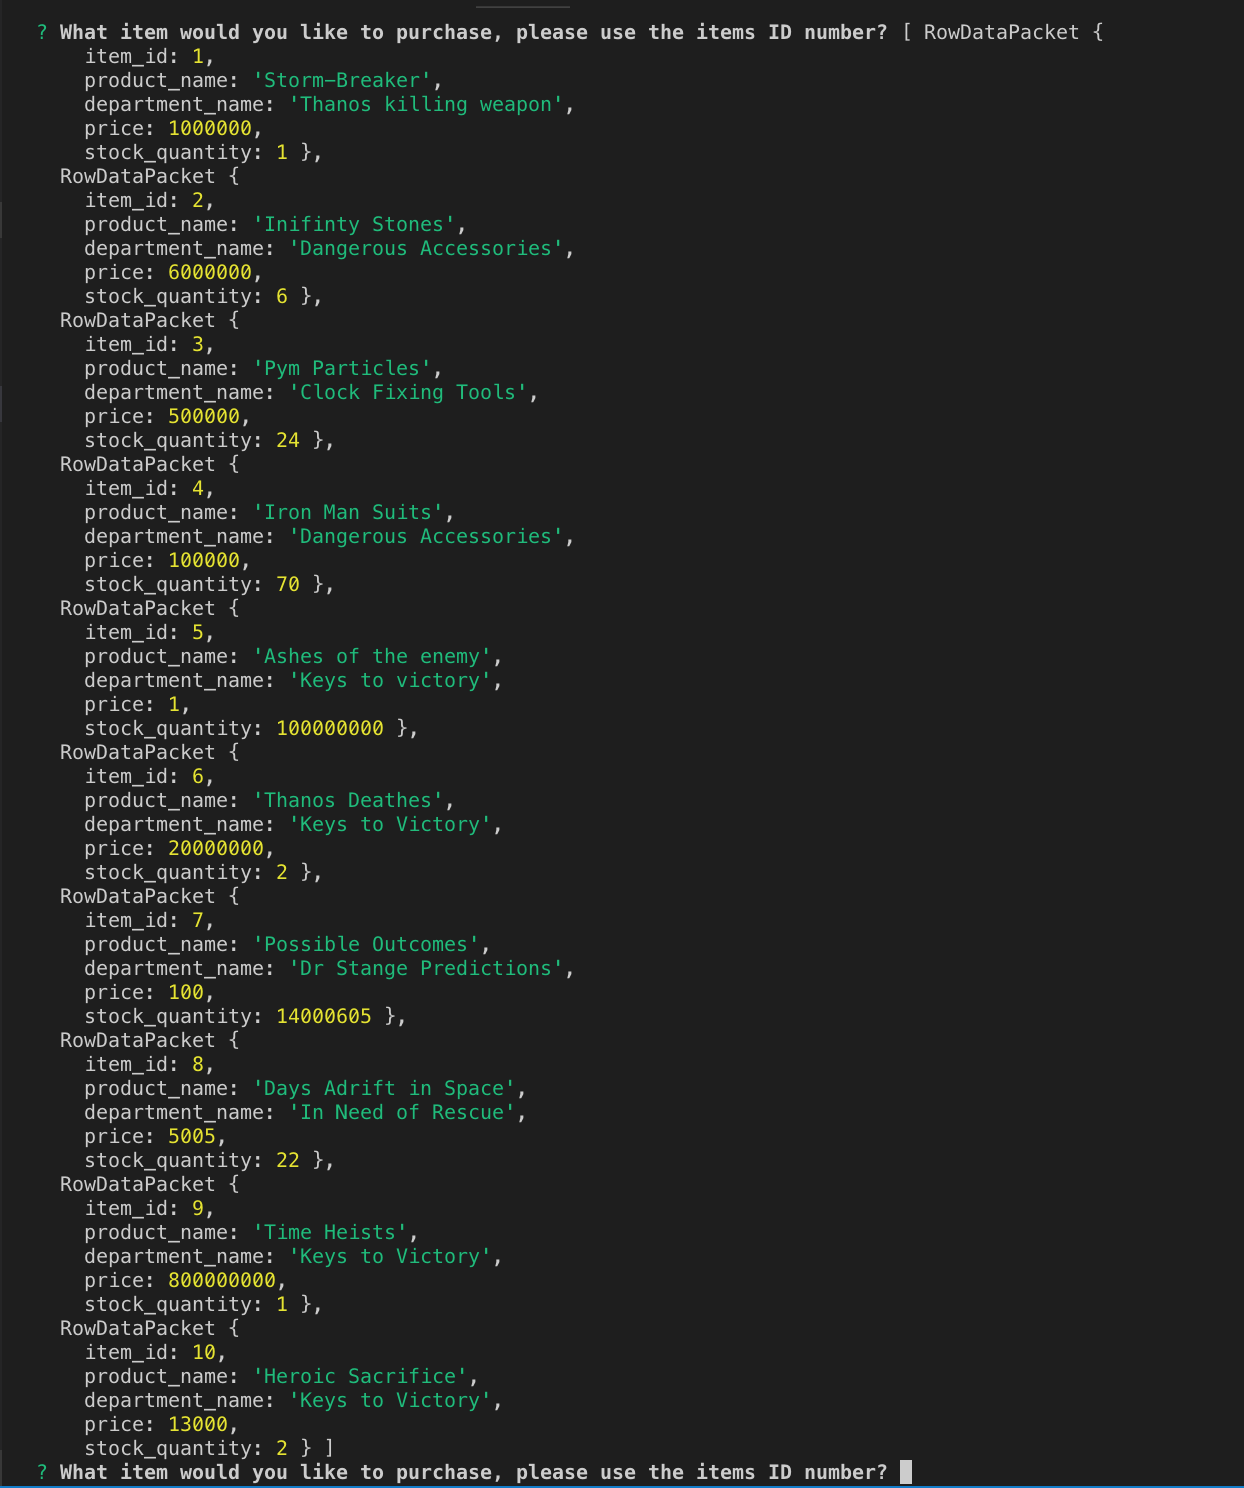 ? What item would you like to purchase, please use the items ID number? [ RowDataPacket {
item_id: 1,
product_name: 'Storm-Breaker',
department_name: 'Thanos killing weapon',
price: 1000000,
stock_quantity: 1 },
RowDataPacket {
item_id: 2,
product_name: 'Inifinty Stones',
department_name: 'Dangerous Accessories',
price: 6000000,
stock_quantity: 6 },
RowDataPacket {
item_id: 3,
product_name: 'Pym Particles',
department_name: 'Clock Fixing Tools',
price: 500000,
stock_quantity: 24 },
RowDataPacket {
item_id: 4,
product_name: 'Iron Man Suits',
department_name: 'Dangerous Accessories',
price: 100000,
stock_quantity: 70 },
RowDataPacket {
item_id: 5,
product_name: 'Ashes of the enemy',
department_name: 'Keys to victory',
price: 1,
stock_quantity: 100000000 },
RowDataPacket {
item_id: 6,
product_name: 'Thanos Deathes',
department_name: 'Keys to Victory',
price: 20000000,
stock_quantity: 2 },
RowDataPacket {
item_id: 7,
product_name: 'Possible Outcomes',
department_name: 'Dr Stange Predictions',
price: 100,
stock_quantity: 14000605 },
RowDataPacket {
item_id: 8,
product_name: 'Days Adrift in Space',
department_name: 'In Need of Rescue',
price: 5005,
stock_quantity: 22 },
RowDataPacket {
item_id: 9,
product_name: 'Time Heists',
department_name: 'Keys to Victory',
price: 800000000,
stock_quantity: 1 },
RowDataPacket {
item_id: 10,
product_name: 'Heroic Sacrifice',
department_name: 'Keys to Victory',
price: 13000,
stock_quantity: 2 } ]
? What item would you like to purchase, please use the items ID number?